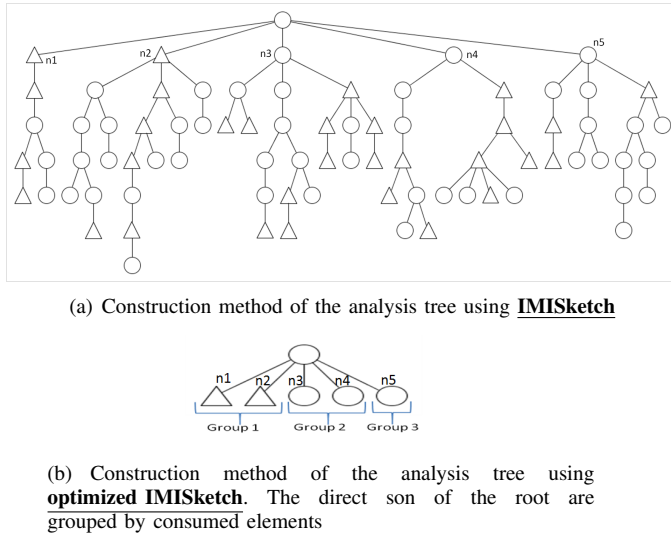 n1 n2 n3 n4 n5
(a) Construction method of the analysis tree using IMISketch
n1 n2 n3 n4 n5
Group 1 Group 2 Group 3
(b) Construction method of the analysis tree using
optimized IMISketch. The direct son of the root are
grouped by consumed elements